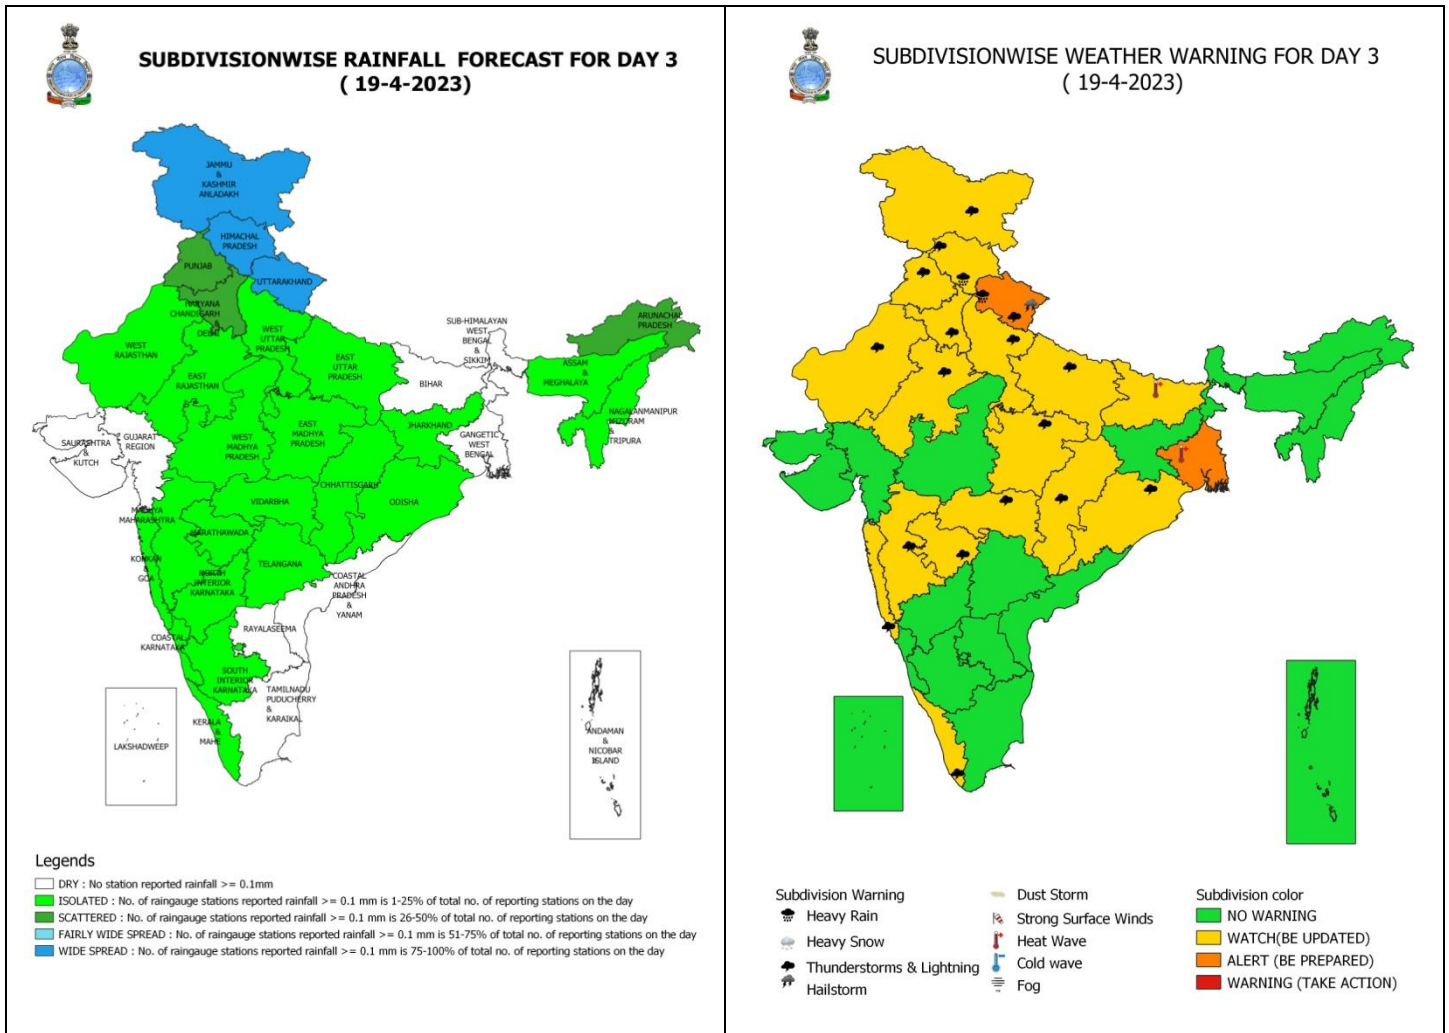 SUBDIVISIONWISE RAINFALL FORECAST FOR DAY 3
( 19-4-2023)
JAMMU
&
KASHMIR
ANLADAKH
HIMACHAL
PRADESH
PUNJAB
UTTARAKHAND
HARYANA
CHANDIGARH
&
DELHI
WEST
UTTAR
PRADESH
WEST
RAJASTHAN
EAST
RAJASTHAN
EAST
UTTAR
PRADESH
SUB-HIMALAYAN
WEST
BENGAL
&
SIKKIM
ARUNACHAL
PRADESH
ASSAM
&
MEGHALAYA
BIHAR
NAGALANMANIPUR
MIZORAM
&
TRIPURA
SAURASHTRA
&
KUTCH
GUJARAT
REGION
WEST
MADHYA
PRADESH
EAST
MADHYA
PRADESH
JHARKHAND
GANGETIC
WEST
BENGAL
CHHATTISGARH
ODISHA
VIDARBHA
MADHYA
MAHARASHTRA
MARATHAWADA
KONKAN
&
GOA
NORTH
INTERIOR
KARNATAKA
TELANGANA
COASTAL
ANDHRA
PRADESH
&
YANAM
RAYALASEEMA
COASTAL
KARNATAKA
SOUTH
INTERIOR
KARNATAKA
TAMILNADU
PUDUCHERRY
&
KARAIKAL
KERALA
&
MAHE
LAKSHADWEEP
ANDAMAN
&
NICOBAR
ISLAND
Legends
DRY : No station reported rainfall >= 0.1mm
ISOLATED : No. of raingauge stations reported rainfall >= 0.1 mm is 1-25% of total no. of reporting stations on the day
SCATTERED : No. of raingauge stations reported rainfall >= 0.1 mm is 26-50% of total no. of reporting stations on the day
FAIRLY WIDE SPREAD : No. of raingauge stations reported rainfall >= 0.1 mm is 51-75% of total no. of reporting stations on the day
WIDE SPREAD : No. of raingauge stations reported rainfall >= 0.1 mm is 75-100% of total no. of reporting stations on the day
SUBDIVISIONWISE WEATHER WARNING FOR DAY 3
( 19-4-2023)
Subdivision Warning
Heavy Rain
Heavy Snow
Thunderstorms & Lightning
Hailstorm
Dust Storm
Strong Surface Winds
Heat Wave
Cold wave
Fog
Subdivision color
NO WARNING
WATCH(BE UPDATED)
ALERT (BE PREPARED)
WARNING (TAKE ACTION)